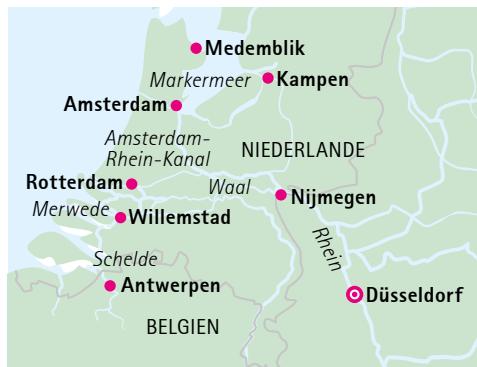 Medemblik
Markermeer
Kampen
Amsterdam
Amsterdam-
Rhein-Kanal
NIEDERLANDE
Rotterdam
Waal
Nijmegen
Merwede
Willemstad
Rhein
Schelde
Antwerpen
Düsseldorf
BELGIEN